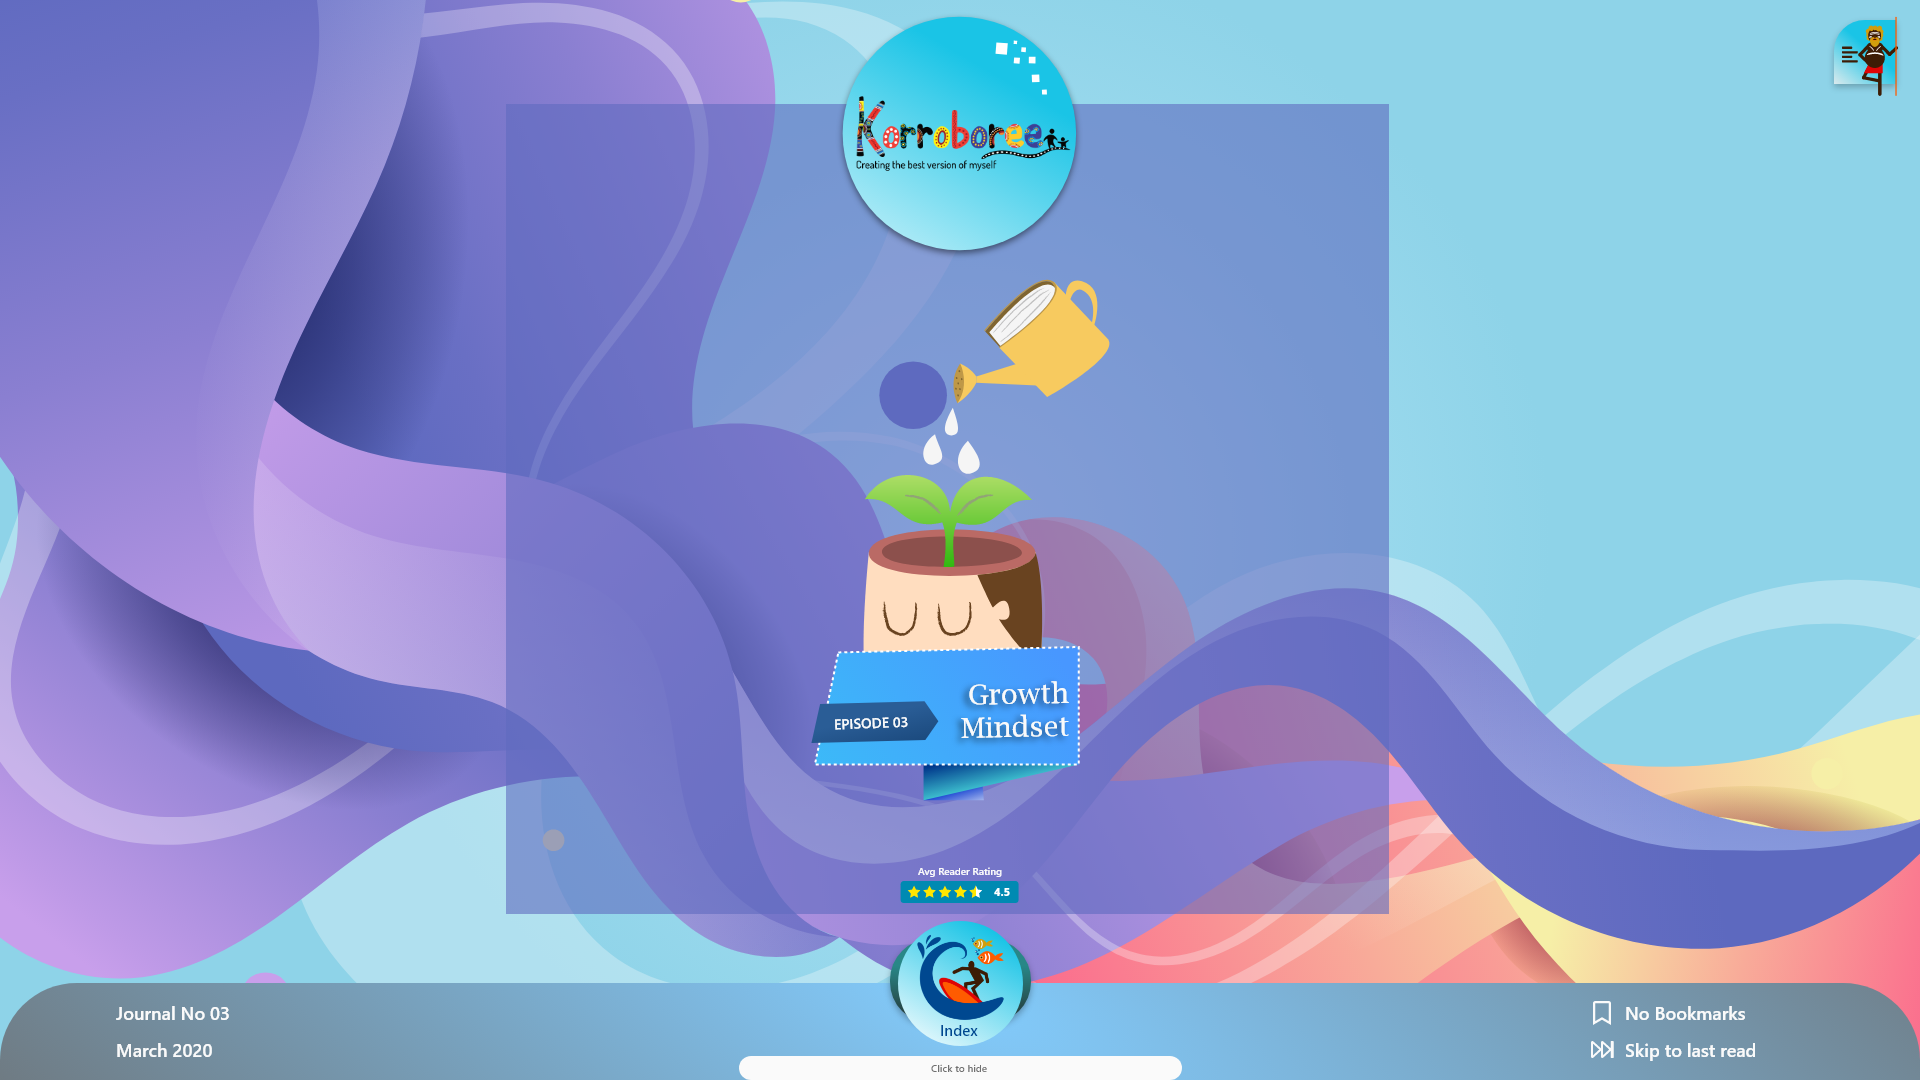 Korroboree
Creating the best version of myself
EPISODE 03
Growth
Mindset
Avg Reader Rating
4.5
Index
Journal No 03
March 2020
No Bookmarks
Skip to last read
Click to hide